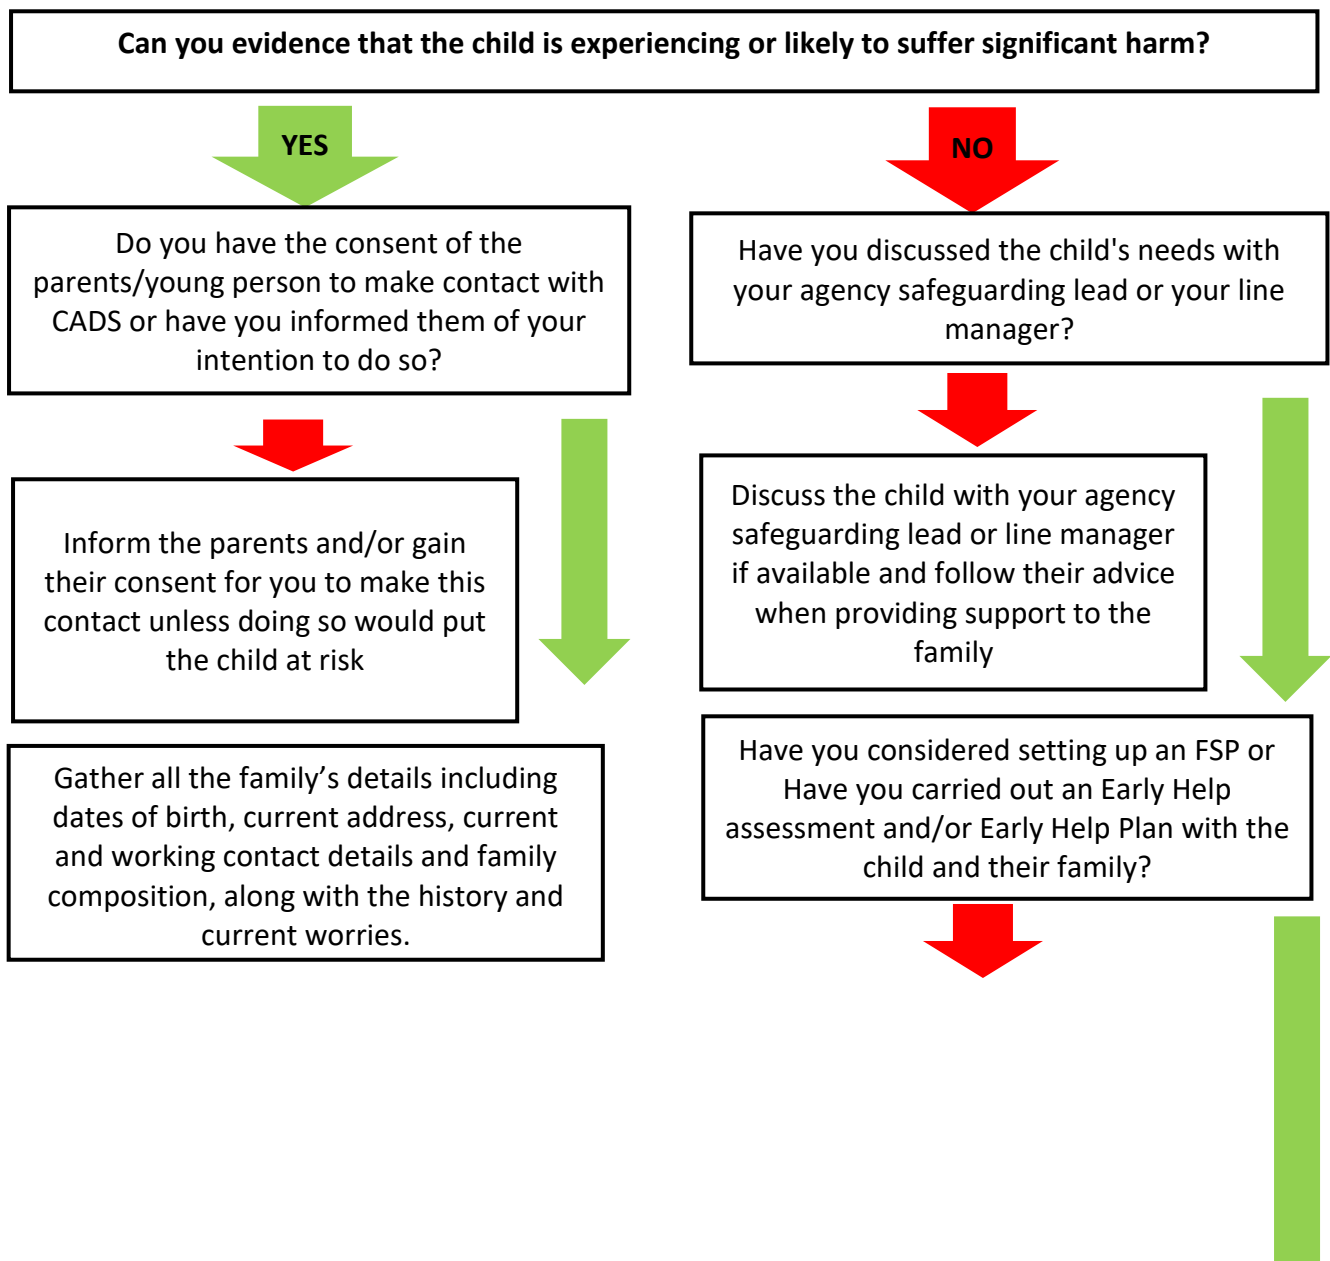 Can you evidence that the child is experiencing or likely to suffer significant harm?
YES
NO
Do you have the consent of the
parents/young person to make contact with
CADS or have you informed them of your
intention to do so?
Have you discussed the child's needs with
your agency safeguarding lead or your line
manager?
Inform the parents and/or gain
their consent for you to make this
contact unless doing so would put
the child at risk
Discuss the child with your agency
safeguarding lead or line manager
if available and follow their advice
when providing support to the
family
Gather all the family’s details including
dates of birth, current address, current
and working contact details and family
composition, along with the history and
current worries.
Have you considered setting up an FSP or
Have you carried out an Early Help
assessment and/or Early Help Plan with the
child and their family?